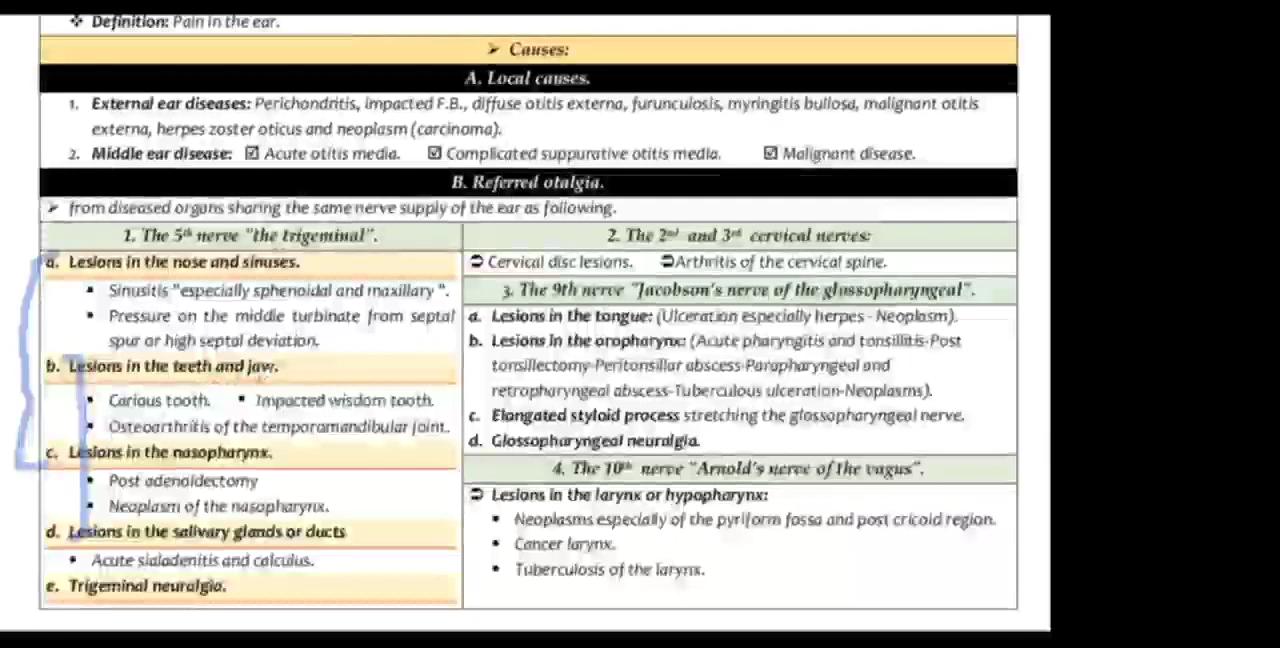 ❖ Definition: Pain in the ear.
➢ Causes:
A. Local causes.
1. External ear diseases: Perichondritis, impacted F.B., diffuse otitis externa, furunculosis, myringitis bullosa, malignant otitis
externa, herpes zoster oticus and neoplasm (carcinoma).
2. Middle ear disease: ☑ Acute otitis media. ☑ Complicated suppurative otitis media. ☑ Malignant disease.
B. Referred otalgia.
➢ from diseased organs sharing the same nerve supply of the ear as following.
1. The 5th nerve "the trigeminal".
a. Lesions in the nose and sinuses.
▪ Sinusitis "especially sphenoidal and maxillary ".
▪ Pressure on the middle turbinate from septal
spur or high septal deviation.
b. Lesions in the teeth and jaw.
▪ Carious tooth. ▪ Impacted wisdom tooth.
▪ Osteoarthritis of the temporamandibular joint.
c. Lesions in the nasopharynx.
▪ Post adenoidectomy
▪ Neoplasm of the nasopharynx.
d. Lesions in the salivary glands or ducts
▪ Acute sialadenitis and calculus.
e. Trigeminal neuralgia.
2. The 2nd and 3rd cervical nerves:
➲ Cervical disc lesions. ➲Arthritis of the cervical spine.
3. The 9th nerve "Jacobson's nerve of the glossopharyngeal".
a. Lesions in the tongue: (Ulceration especially herpes - Neoplasm).
b. Lesions in the oropharynx: (Acute pharyngitis and tonsillitis-Post
tonsillectomy-Peritonsillar abscess-Parapharyngeal and
retropharyngeal abscess-Tuberculous ulceration-Neoplasms).
c. Elongated styloid process stretching the glossopharyngeal nerve.
d. Glossopharyngeal neuralgia.
4. The 10th nerve "Arnold's nerve of the vagus".
➲ Lesions in the larynx or hypopharynx:
▪ Neoplasms especially of the pyriform fossa and post cricoid region.
▪ Cancer larynx.
▪ Tuberculosis of the larynx.